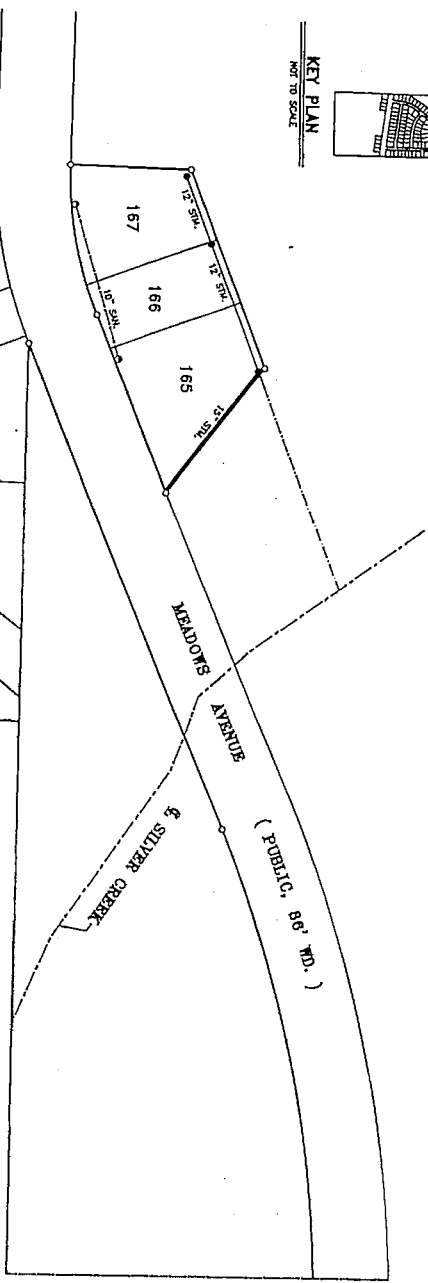 KEY PLAN
NOT TO SCALE
12" STM.
12" STM.
167
166
165
10" SAN.
15" STM.
MEADOWS AVENUE
( PUBLIC, 86' WD. )
℄ SILVER CREEK